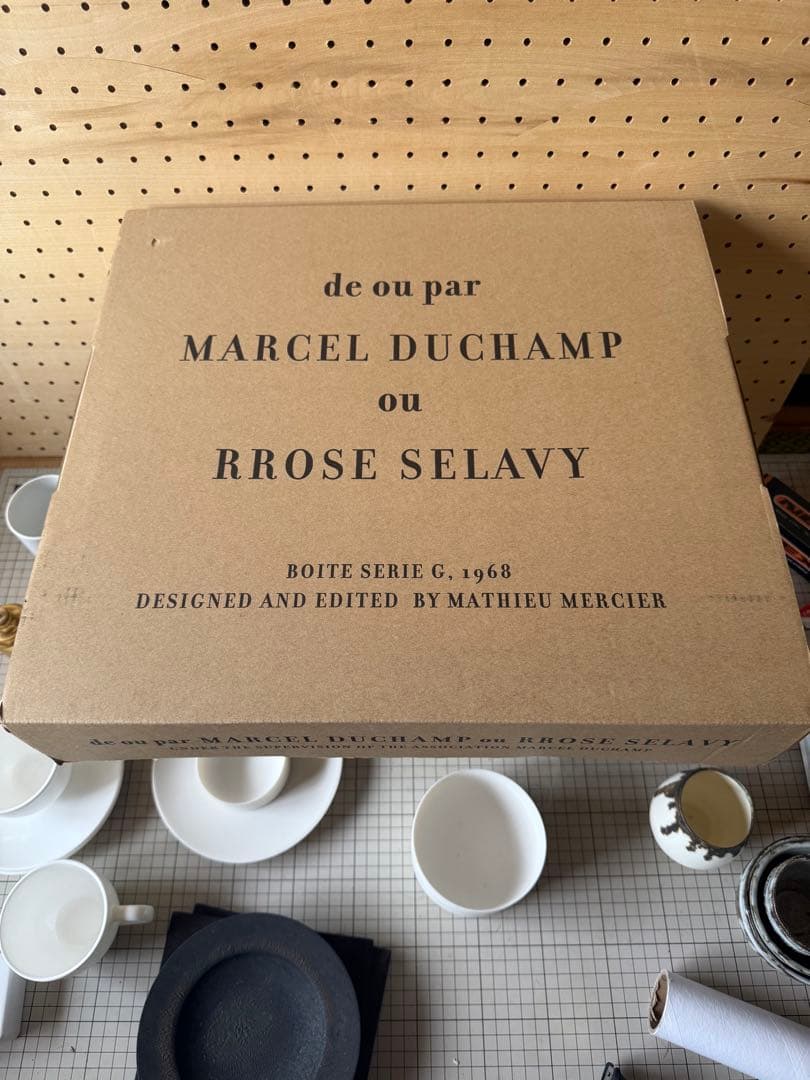 de ou par
MARCEL DUCHAMP
ou
RROSE SELAVY
BOITE SERIE G, 1968
DESIGNED AND EDITED BY MATHIEU MERCIER
de ou par MARCEL DUCHAMP ou RROSE SELAVY
UNDER THE SUPERVISION OF THE ASSOCIATION MARCEL DUCHAMP